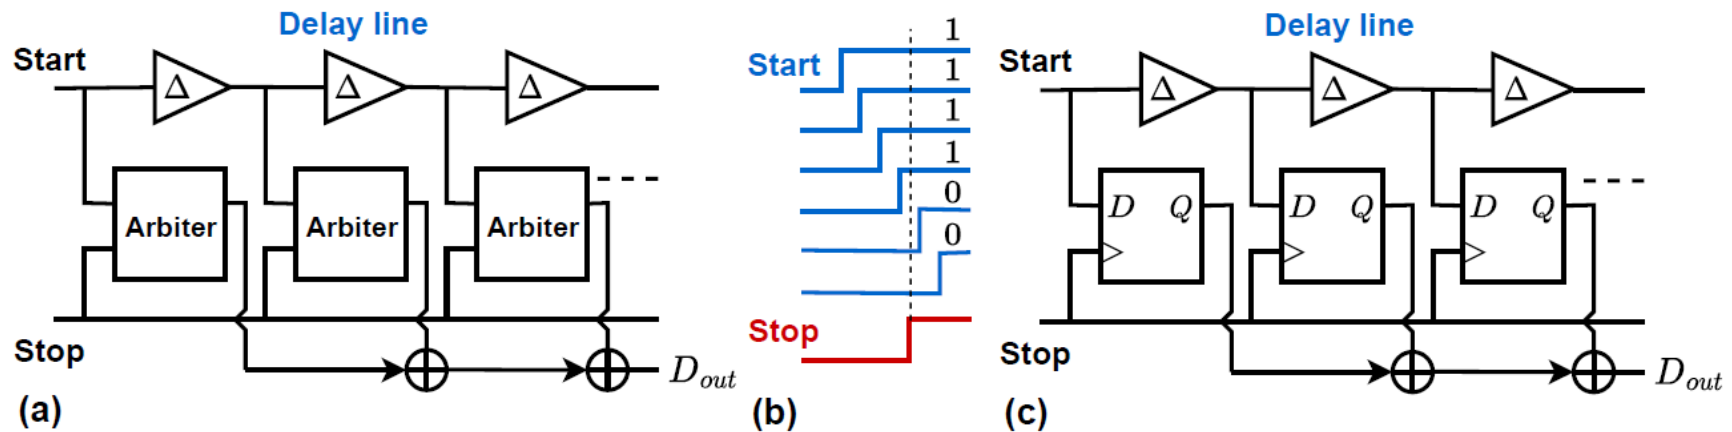 Delay line
Start
Δ Δ Δ
Arbiter Arbiter Arbiter
Stop
D_out
(a)
1
Start
1
1
1
0
0
Stop
(b)
Delay line
Start
Δ Δ Δ
D Q D Q D Q
Stop
D_out
(c)